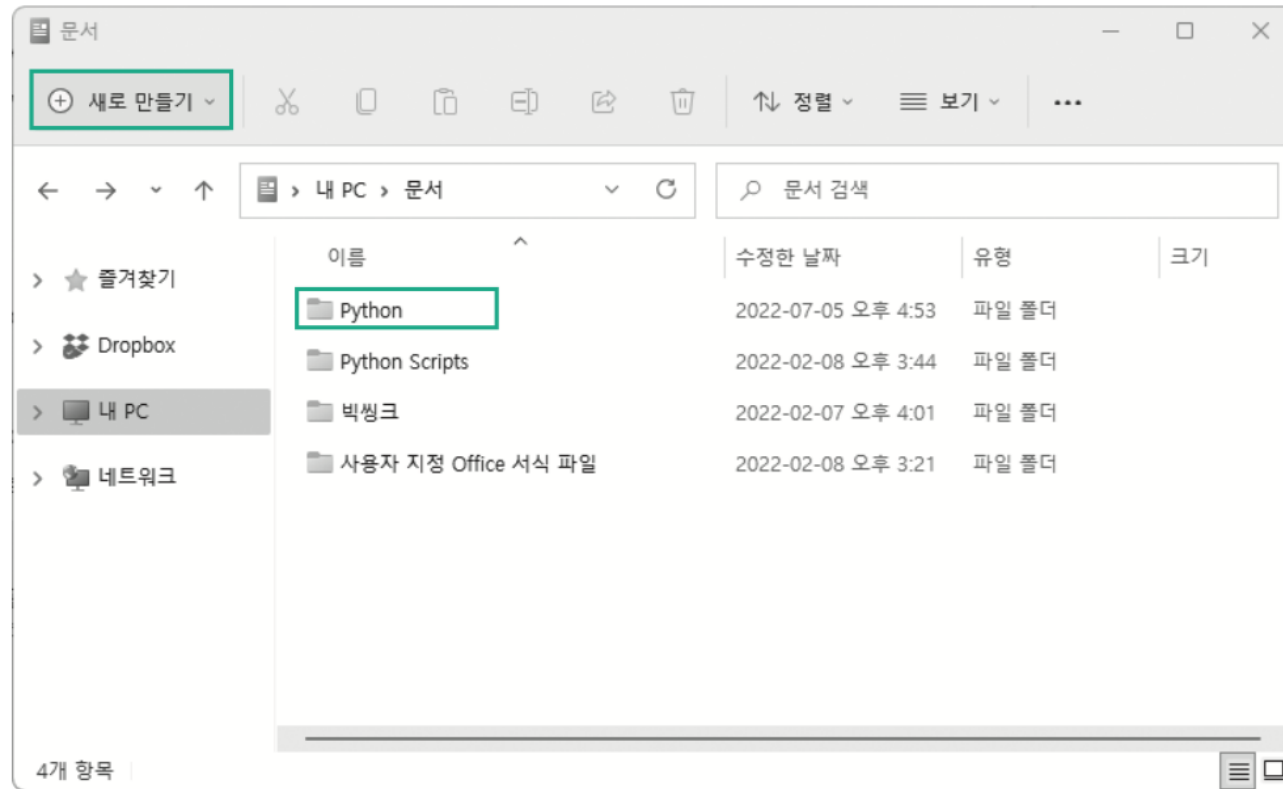 문서
새로 만들기 정렬 보기 •••
내 PC > 문서 문서 검색
즐겨찾기
Dropbox
내 PC
네트워크
이름 수정한 날짜 유형 크기
Python 2022-07-05 오후 4:53 파일 폴더
Python Scripts 2022-02-08 오후 3:44 파일 폴더
빅씽크 2022-02-07 오후 4:01 파일 폴더
사용자 지정 Office 서식 파일 2022-02-08 오후 3:21 파일 폴더
4개 항목